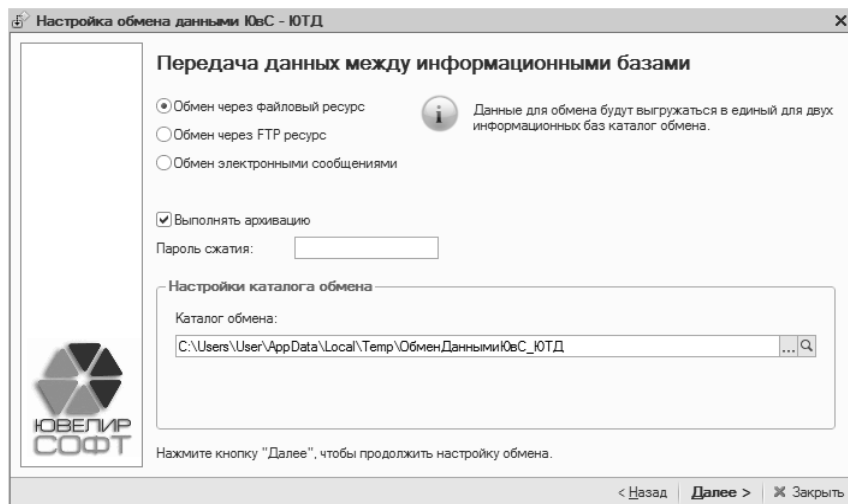 Настройка обмена данными ЮвС - ЮТД
Передача данных между информационными базами
Обмен через файловый ресурс
Обмен через FTP ресурс
Обмен электронными сообщениями
i
Данные для обмена будут выгружаться в единый для двух
информационных баз каталог обмена.
Выполнять архивацию
Пароль сжатия:
Настройки каталога обмена
Каталог обмена:
C:\Users\User\AppData\Local\Temp\ОбменДаннымиЮвС_ЮТД
...
ЮВЕЛИР
СОФТ
Нажмите кнопку "Далее", чтобы продолжить настройку обмена.
< Назад Далее > Закрыть